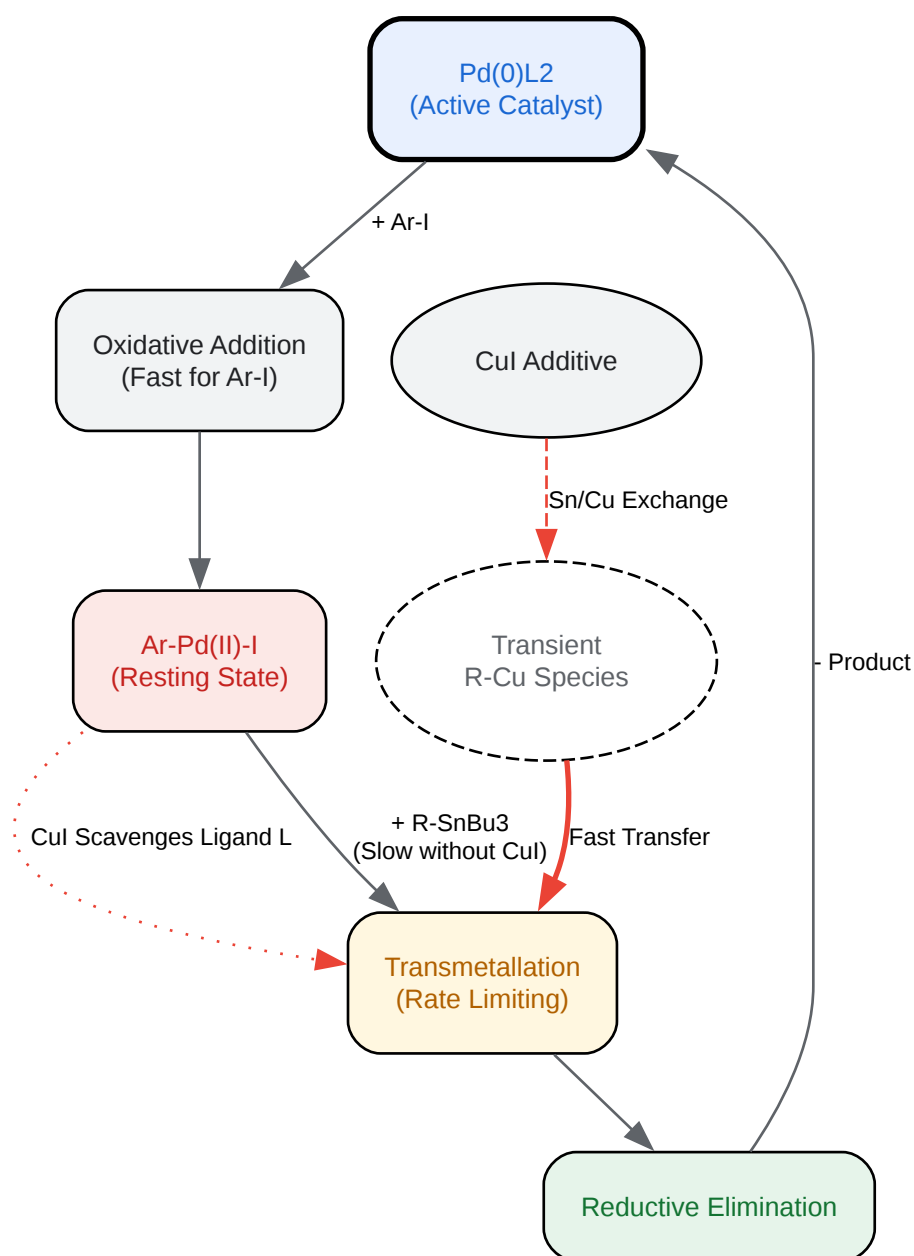 Pd(0)L2
(Active Catalyst)
+ Ar-I
Oxidative Addition
(Fast for Ar-I)
CuI Additive
Sn/Cu Exchange
Ar-Pd(II)-I
(Resting State)
Transient
R-Cu Species
- Product
CuI Scavenges Ligand L
+ R-SnBu3
(Slow without CuI)
Fast Transfer
Transmetallation
(Rate Limiting)
Reductive Elimination